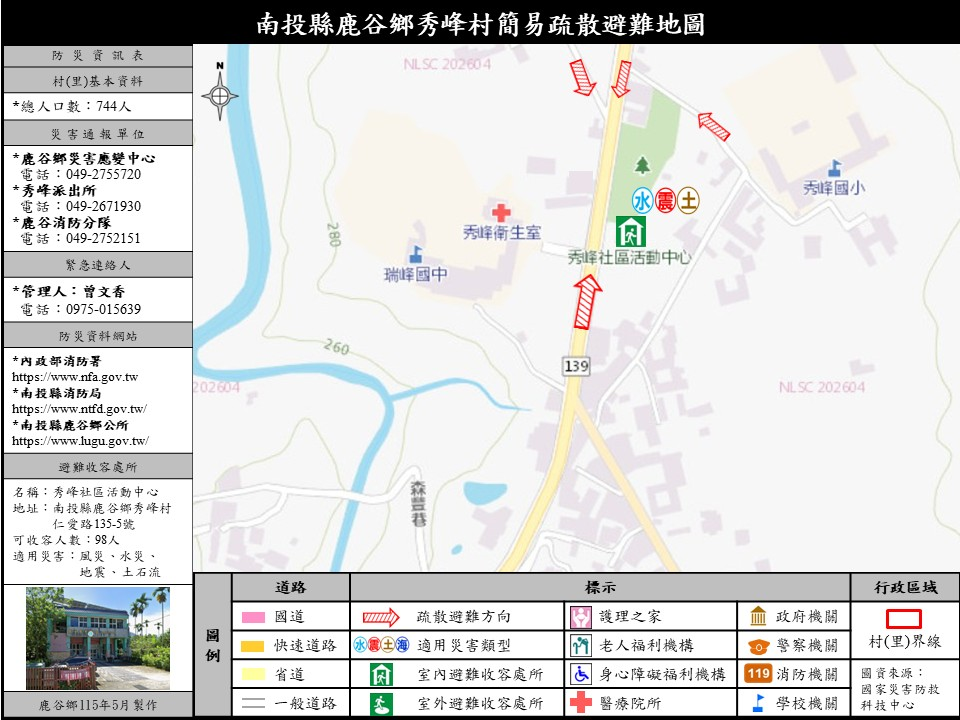 南投縣鹿谷鄉秀峰村簡易疏散避難地圖
防災資訊表
村(里)基本資料
*總人口數：744人
災害通報單位
*鹿谷鄉災害應變中心
電話：049-2755720
*秀峰派出所
電話：049-2671930
*鹿谷消防分隊
電話：049-2752151
緊急連絡人
*管理人：曾文香
電話：0975-015639
防災資料網站
*內政部消防署
https://www.nfa.gov.tw
*南投縣消防局
https://www.ntfd.gov.tw/
*南投縣鹿谷鄉公所
https://www.lugu.gov.tw/
避難收容處所
名稱：秀峰社區活動中心
地址：南投縣鹿谷鄉秀峰村
仁愛路135-5號
可收容人數：98人
適用災害：風災、水災、
地震、土石流
鹿谷鄉115年5月製作
N
NLSC 202604
280
秀峰衛生室
瑞峰國中
水 震 土
秀峰社區活動中心
秀峰國小
260
139
202604
NLSC 202604
森豐巷
圖例
道路
標示
行政區域
國道
疏散避難方向
護理之家
政府機關
村(里)界線
快速道路
水 震 土 海 適用災害類型
老人福利機構
警察機關
省道
室內避難收容處所
身心障礙福利機構
119 消防機關
圖資來源：
國家災害防救
科技中心
一般道路
室外避難收容處所
醫療院所
學校機關